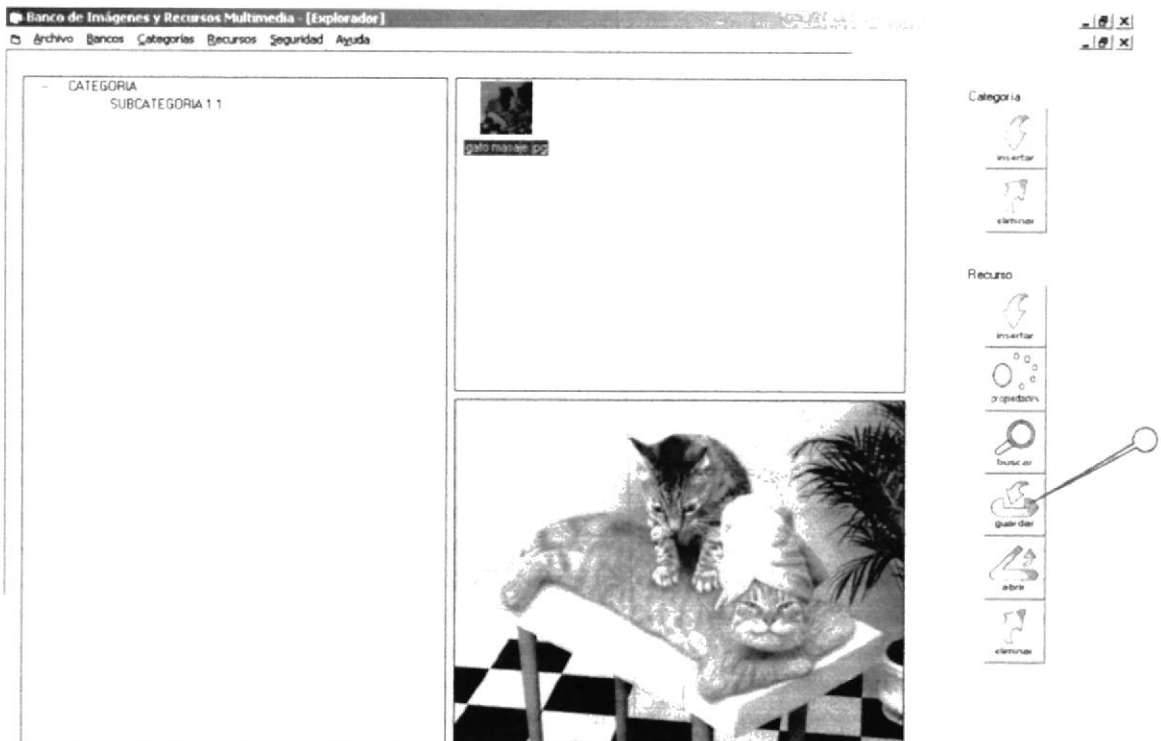 Banco de Imágenes y Recursos Multimedia - [Explorador]
Archivo Bancos Categorías Recursos Seguridad Ayuda
CATEGORIA
SUBCATEGORIA 1 1
gato masaje.jpg
Categoria
insertar
eliminar
Recurso
insertar
propiedades
buscar
guardar
abrir
eliminar